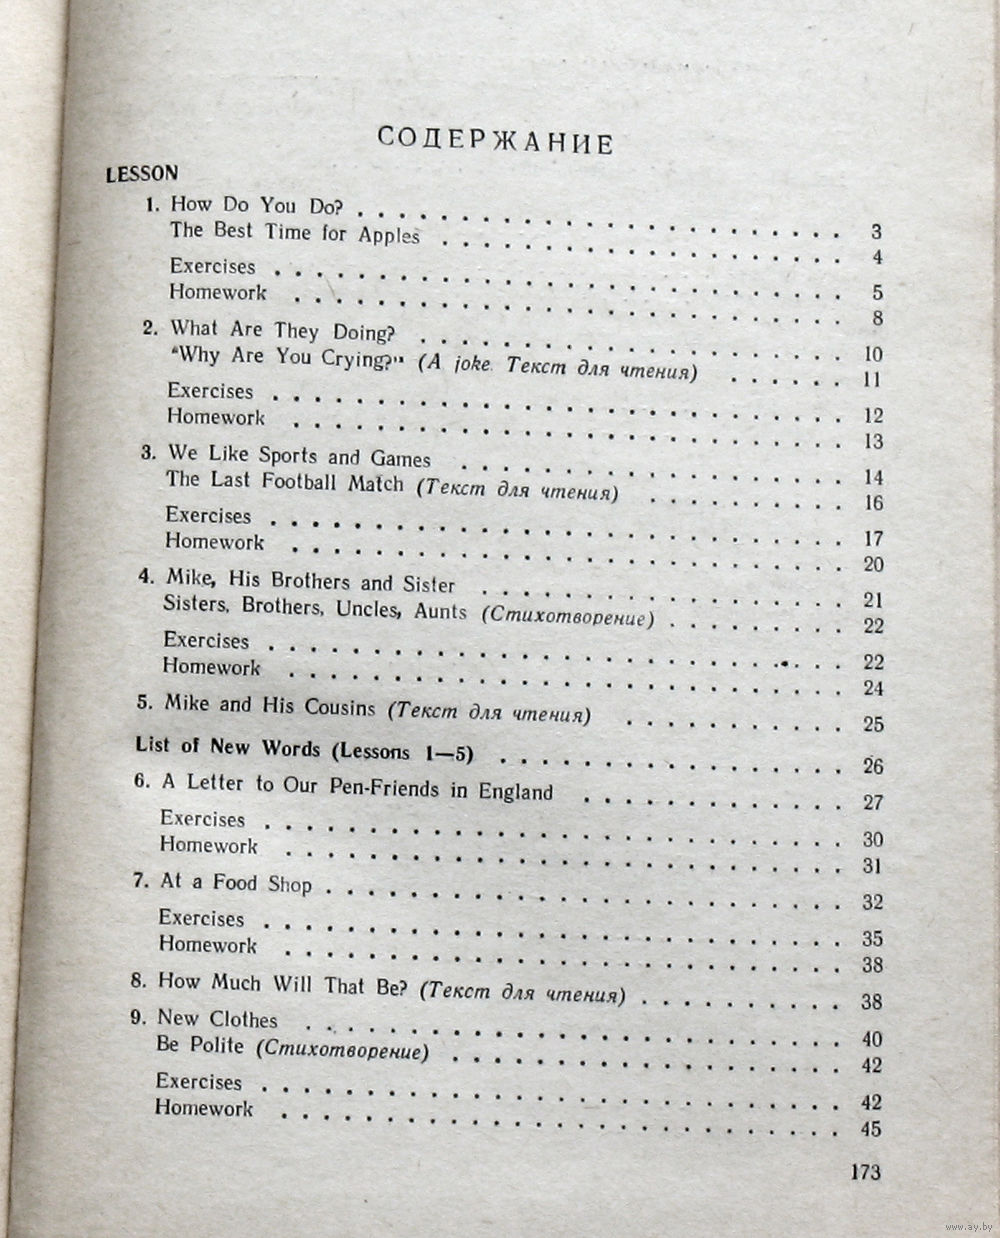 СОДЕРЖАНИЕ
LESSON
1. How Do You Do? . . . . . . . . . . . . . . . . . . . . . . . 3
The Best Time for Apples . . . . . . . . . . . . . . . . . . . 4
Exercises . . . . . . . . . . . . . . . . . . . . . . . . . . . 5
Homework . . . . . . . . . . . . . . . . . . . . . . . . . . 8
2. What Are They Doing? . . . . . . . . . . . . . . . . . . . . 10
"Why Are You Crying?" (A joke. Текст для чтения) . . . . . . 11
Exercises . . . . . . . . . . . . . . . . . . . . . . . . . . . 12
Homework . . . . . . . . . . . . . . . . . . . . . . . . . . 13
3. We Like Sports and Games . . . . . . . . . . . . . . . . . . 14
The Last Football Match (Текст для чтения) . . . . . . . . . . 16
Exercises . . . . . . . . . . . . . . . . . . . . . . . . . . . 17
Homework . . . . . . . . . . . . . . . . . . . . . . . . . . 20
4. Mike, His Brothers and Sister . . . . . . . . . . . . . . . . . 21
Sisters, Brothers, Uncles, Aunts (Стихотворение) . . . . . . . . . 22
Exercises . . . . . . . . . . . . . . . . . . . . . . . . . . . 22
Homework . . . . . . . . . . . . . . . . . . . . . . . . . . 24
5. Mike and His Cousins (Текст для чтения) . . . . . . . . . . . 25
List of New Words (Lessons 1—5) . . . . . . . . . . . . . . . . . 26
6. A Letter to Our Pen-Friends in England . . . . . . . . . . . . . 27
Exercises . . . . . . . . . . . . . . . . . . . . . . . . . . . 30
Homework . . . . . . . . . . . . . . . . . . . . . . . . . . 31
7. At a Food Shop . . . . . . . . . . . . . . . . . . . . . . . . 32
Exercises . . . . . . . . . . . . . . . . . . . . . . . . . . . 35
Homework . . . . . . . . . . . . . . . . . . . . . . . . . . 38
8. How Much Will That Be? (Текст для чтения) . . . . . . . . . . 38
9. New Clothes . . . . . . . . . . . . . . . . . . . . . . . . . 40
Be Polite (Стихотворение) . . . . . . . . . . . . . . . . . . . 42
Exercises . . . . . . . . . . . . . . . . . . . . . . . . . . . 42
Homework . . . . . . . . . . . . . . . . . . . . . . . . . . 45
173
www.ay.by